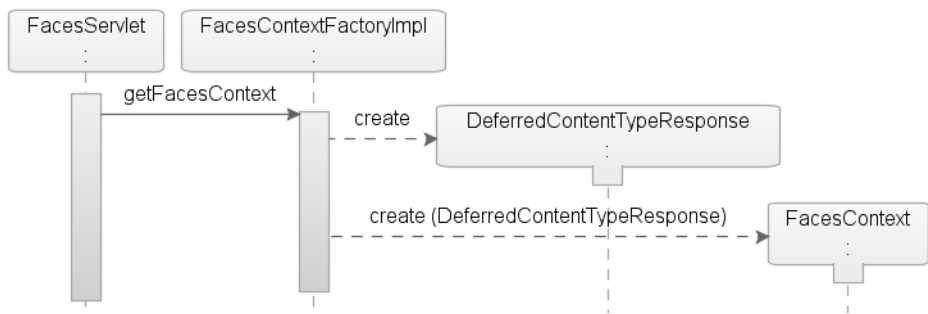 FacesServlet
:
FacesContextFactoryImpl
:
getFacesContext
create
DeferredContentTypeResponse
:
create (DeferredContentTypeResponse)
FacesContext
: